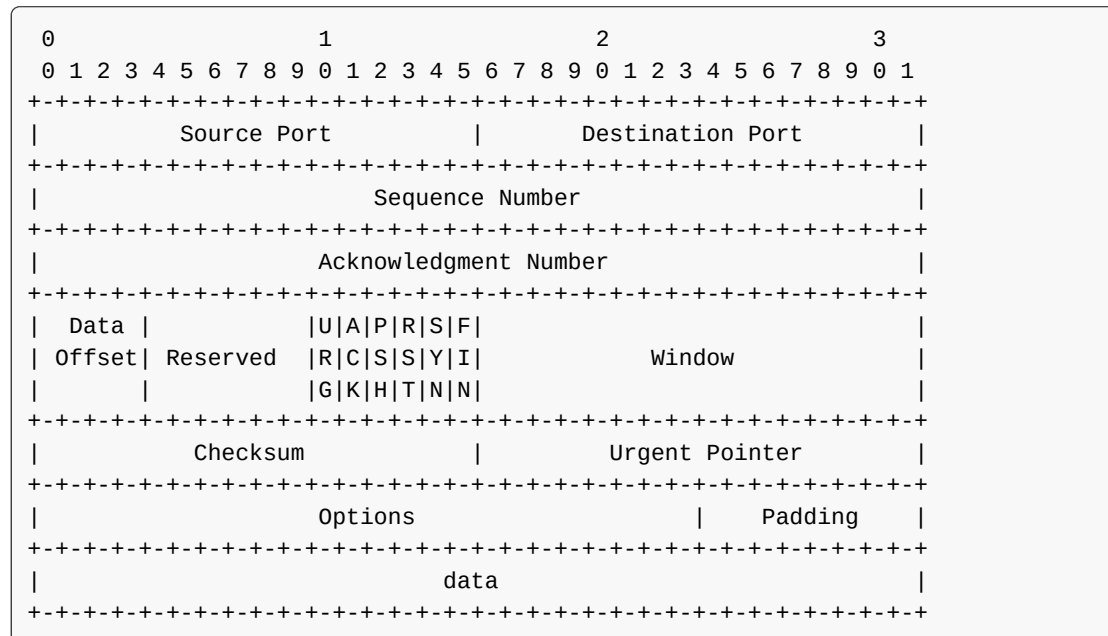 0                   1                   2                   3
 0 1 2 3 4 5 6 7 8 9 0 1 2 3 4 5 6 7 8 9 0 1 2 3 4 5 6 7 8 9 0 1
+-+-+-+-+-+-+-+-+-+-+-+-+-+-+-+-+-+-+-+-+-+-+-+-+-+-+-+-+-+-+-+-+
|          Source Port          |       Destination Port        |
+-+-+-+-+-+-+-+-+-+-+-+-+-+-+-+-+-+-+-+-+-+-+-+-+-+-+-+-+-+-+-+-+
|                        Sequence Number                        |
+-+-+-+-+-+-+-+-+-+-+-+-+-+-+-+-+-+-+-+-+-+-+-+-+-+-+-+-+-+-+-+-+
|                    Acknowledgment Number                      |
+-+-+-+-+-+-+-+-+-+-+-+-+-+-+-+-+-+-+-+-+-+-+-+-+-+-+-+-+-+-+-+-+
|  Data |           |U|A|P|R|S|F|                               |
| Offset| Reserved  |R|C|S|S|Y|I|            Window             |
|       |           |G|K|H|T|N|N|                               |
+-+-+-+-+-+-+-+-+-+-+-+-+-+-+-+-+-+-+-+-+-+-+-+-+-+-+-+-+-+-+-+-+
|           Checksum            |         Urgent Pointer        |
+-+-+-+-+-+-+-+-+-+-+-+-+-+-+-+-+-+-+-+-+-+-+-+-+-+-+-+-+-+-+-+-+
|                    Options                    |    Padding    |
+-+-+-+-+-+-+-+-+-+-+-+-+-+-+-+-+-+-+-+-+-+-+-+-+-+-+-+-+-+-+-+-+
|                             data                              |
+-+-+-+-+-+-+-+-+-+-+-+-+-+-+-+-+-+-+-+-+-+-+-+-+-+-+-+-+-+-+-+-+